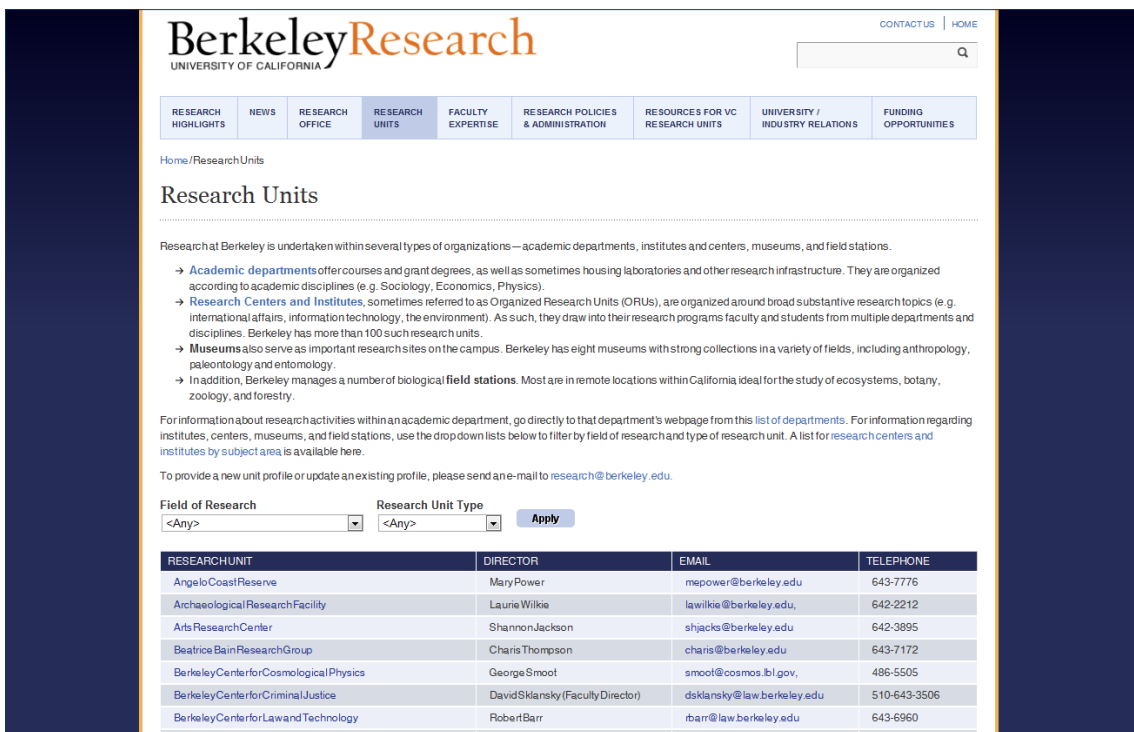 CONTACT US | HOME
BerkeleyResearch
UNIVERSITY OF CALIFORNIA
RESEARCH HIGHLIGHTS
NEWS
RESEARCH OFFICE
RESEARCH UNITS
FACULTY EXPERTISE
RESEARCH POLICIES & ADMINISTRATION
RESOURCES FOR VC RESEARCH UNITS
UNIVERSITY / INDUSTRY RELATIONS
FUNDING OPPORTUNITIES
Home/Research Units
Research Units
Research at Berkeley is undertaken within several types of organizations—academic departments, institutes and centers, museums, and field stations.
→ Academic departments offer courses and grant degrees, as well as sometimes housing laboratories and other research infrastructure. They are organized
according to academic disciplines (e.g. Sociology, Economics, Physics).
→ Research Centers and Institutes, sometimes referred to as Organized Research Units (ORUs), are organized around broad substantive research topics (e.g.
international affairs, information technology, the environment). As such, they draw into their research programs faculty and students from multiple departments and
disciplines. Berkeley has more than 100 such research units.
→ Museums also serve as important research sites on the campus. Berkeley has eight museums with strong collections in a variety of fields, including anthropology,
paleontology and entomology.
→ In addition, Berkeley manages a number of biological field stations. Most are in remote locations within California ideal for the study of ecosystems, botany,
zoology, and forestry.
For information about research activities within an academic department, go directly to that department's webpage from this list of departments. For information regarding
institutes, centers, museums, and field stations, use the drop down lists below to filter by field of research and type of research unit. A list for research centers and
institutes by subject area is available here.
To provide a new unit profile or update an existing profile, please send an e-mail to research@berkeley.edu.
Field of Research Research Unit Type
<Any> <Any> Apply
RESEARCH UNIT DIRECTOR EMAIL TELEPHONE
Angelo Coast Reserve Mary Power mepower@berkeley.edu 643-7776
Archaeological Research Facility Laurie Wilkie lawilkie@berkeley.edu, 642-2212
Arts Research Center Shannon Jackson shjacks@berkeley.edu 642-3895
Beatrice Bain Research Group Charis Thompson charis@berkeley.edu 643-7172
Berkeley Center for Cosmological Physics George Smoot smoot@cosmos.lbl.gov, 486-5505
Berkeley Center for Criminal Justice David Sklansky (Faculty Director) dsklansky@law.berkeley.edu 510-643-3506
Berkeley Center for Law and Technology Robert Barr rbarr@law.berkeley.edu 643-6960